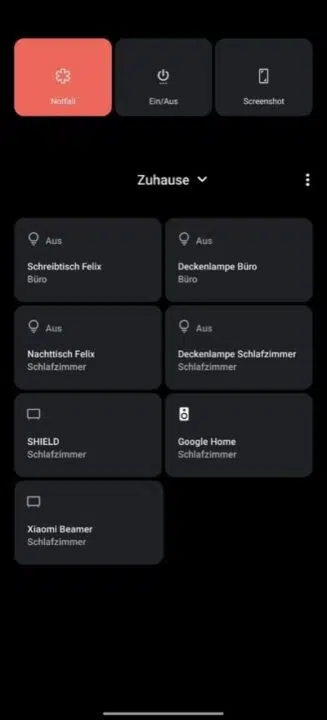 Notfall
Ein/Aus
Screenshot
Zuhause
Aus
Schreibtisch Felix
Büro
Aus
Deckenlampe Büro
Büro
Aus
Nachttisch Felix
Schlafzimmer
Aus
Deckenlampe Schlafzimmer
Schlafzimmer
SHIELD
Schlafzimmer
Google Home
Schlafzimmer
Xiaomi Beamer
Schlafzimmer